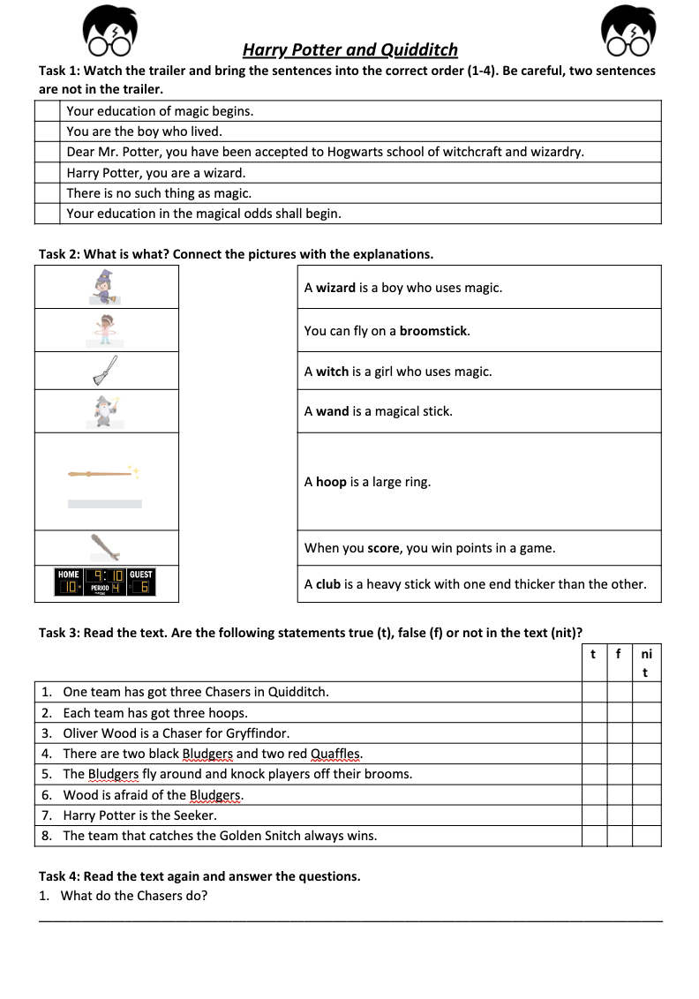 Harry Potter and Quidditch
Task 1: Watch the trailer and bring the sentences into the correct order (1-4). Be careful, two sentences
are not in the trailer.
Your education of magic begins.
You are the boy who lived.
Dear Mr. Potter, you have been accepted to Hogwarts school of witchcraft and wizardry.
Harry Potter, you are a wizard.
There is no such thing as magic.
Your education in the magical odds shall begin.
Task 2: What is what? Connect the pictures with the explanations.
A wizard is a boy who uses magic.
You can fly on a broomstick.
A witch is a girl who uses magic.
A wand is a magical stick.
A hoop is a large ring.
When you score, you win points in a game.
HOME 9:10 GUEST
10 PERIOD 4 6
A club is a heavy stick with one end thicker than the other.
Task 3: Read the text. Are the following statements true (t), false (f) or not in the text (nit)?
t f ni
t
1. One team has got three Chasers in Quidditch.
2. Each team has got three hoops.
3. Oliver Wood is a Chaser for Gryffindor.
4. There are two black Bludgers and two red Quaffles.
5. The Bludgers fly around and knock players off their brooms.
6. Wood is afraid of the Bludgers.
7. Harry Potter is the Seeker.
8. The team that catches the Golden Snitch always wins.
Task 4: Read the text again and answer the questions.
1. What do the Chasers do?